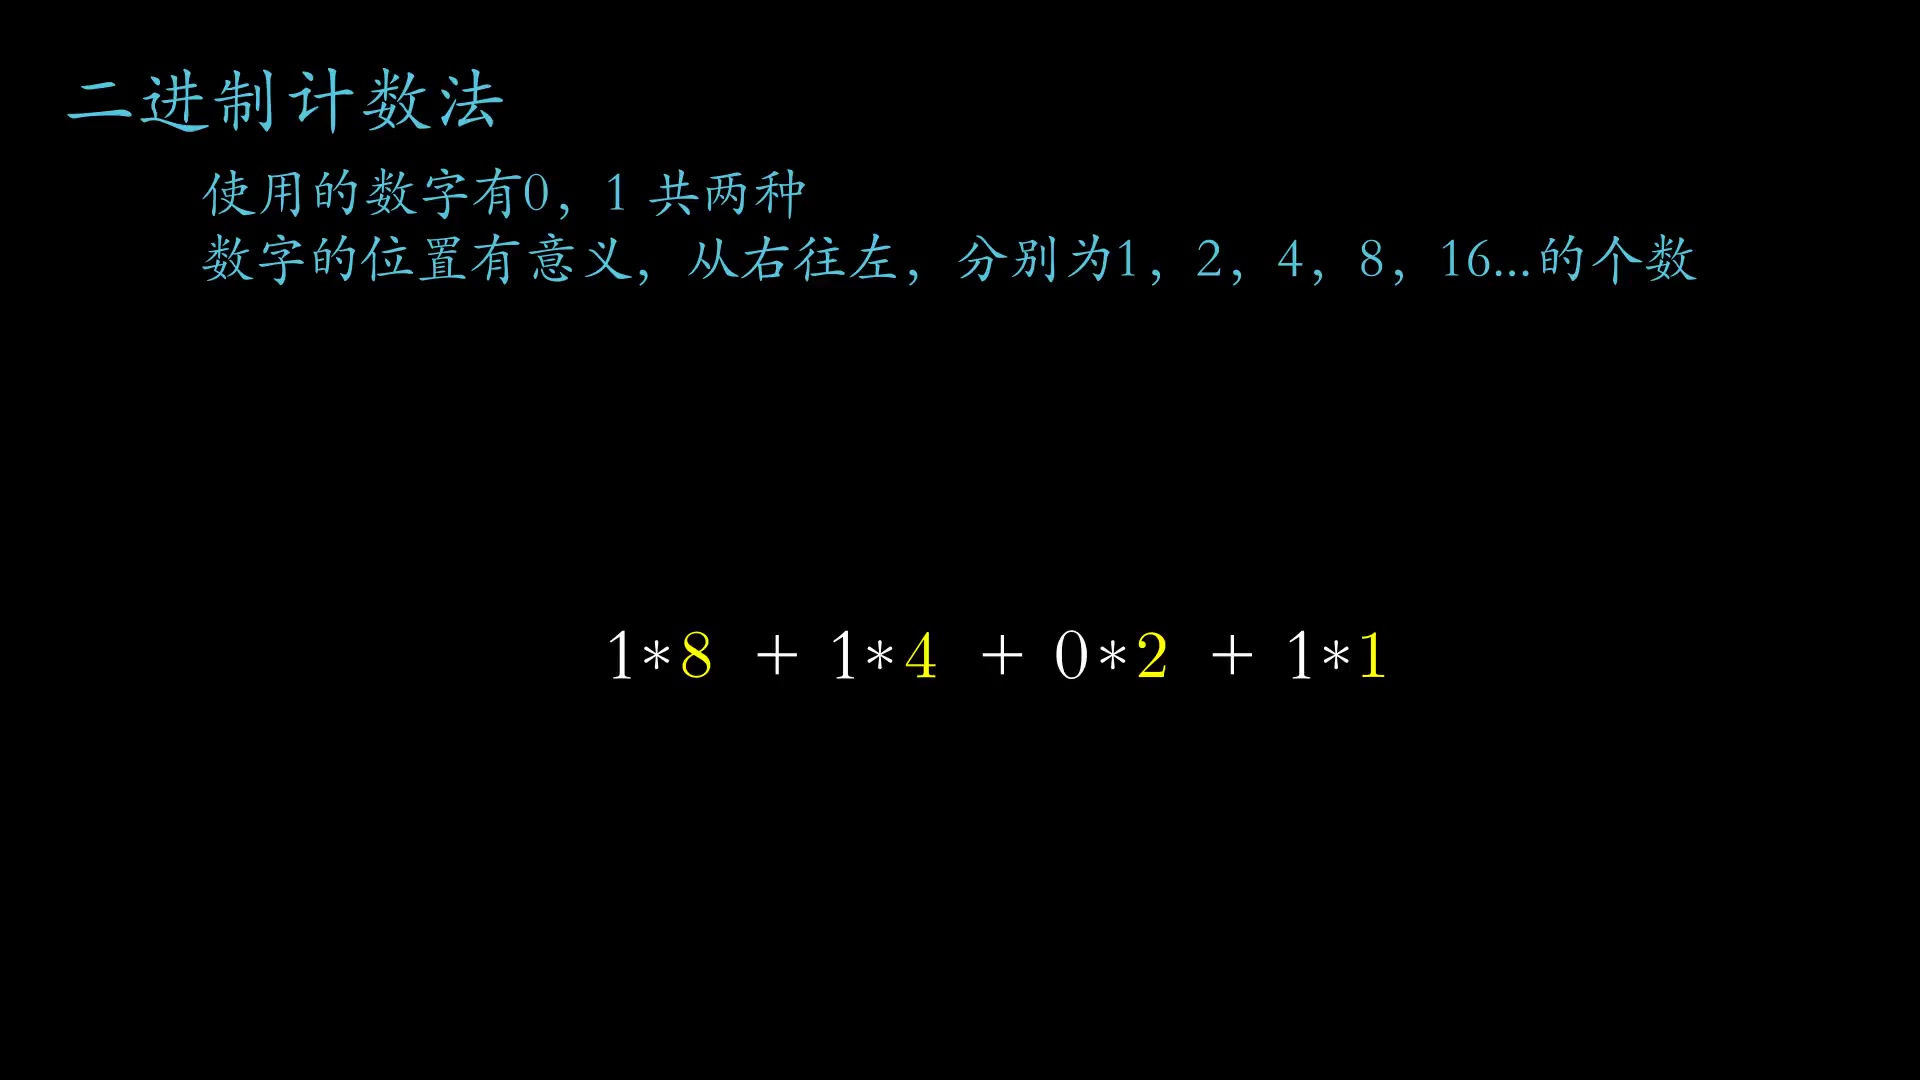 二进制计数法
使用的数字有0，1 共两种
数字的位置有意义，从右往左，分别为1，2，4，8，16...的个数
1*8 + 1*4 + 0*2 + 1*1